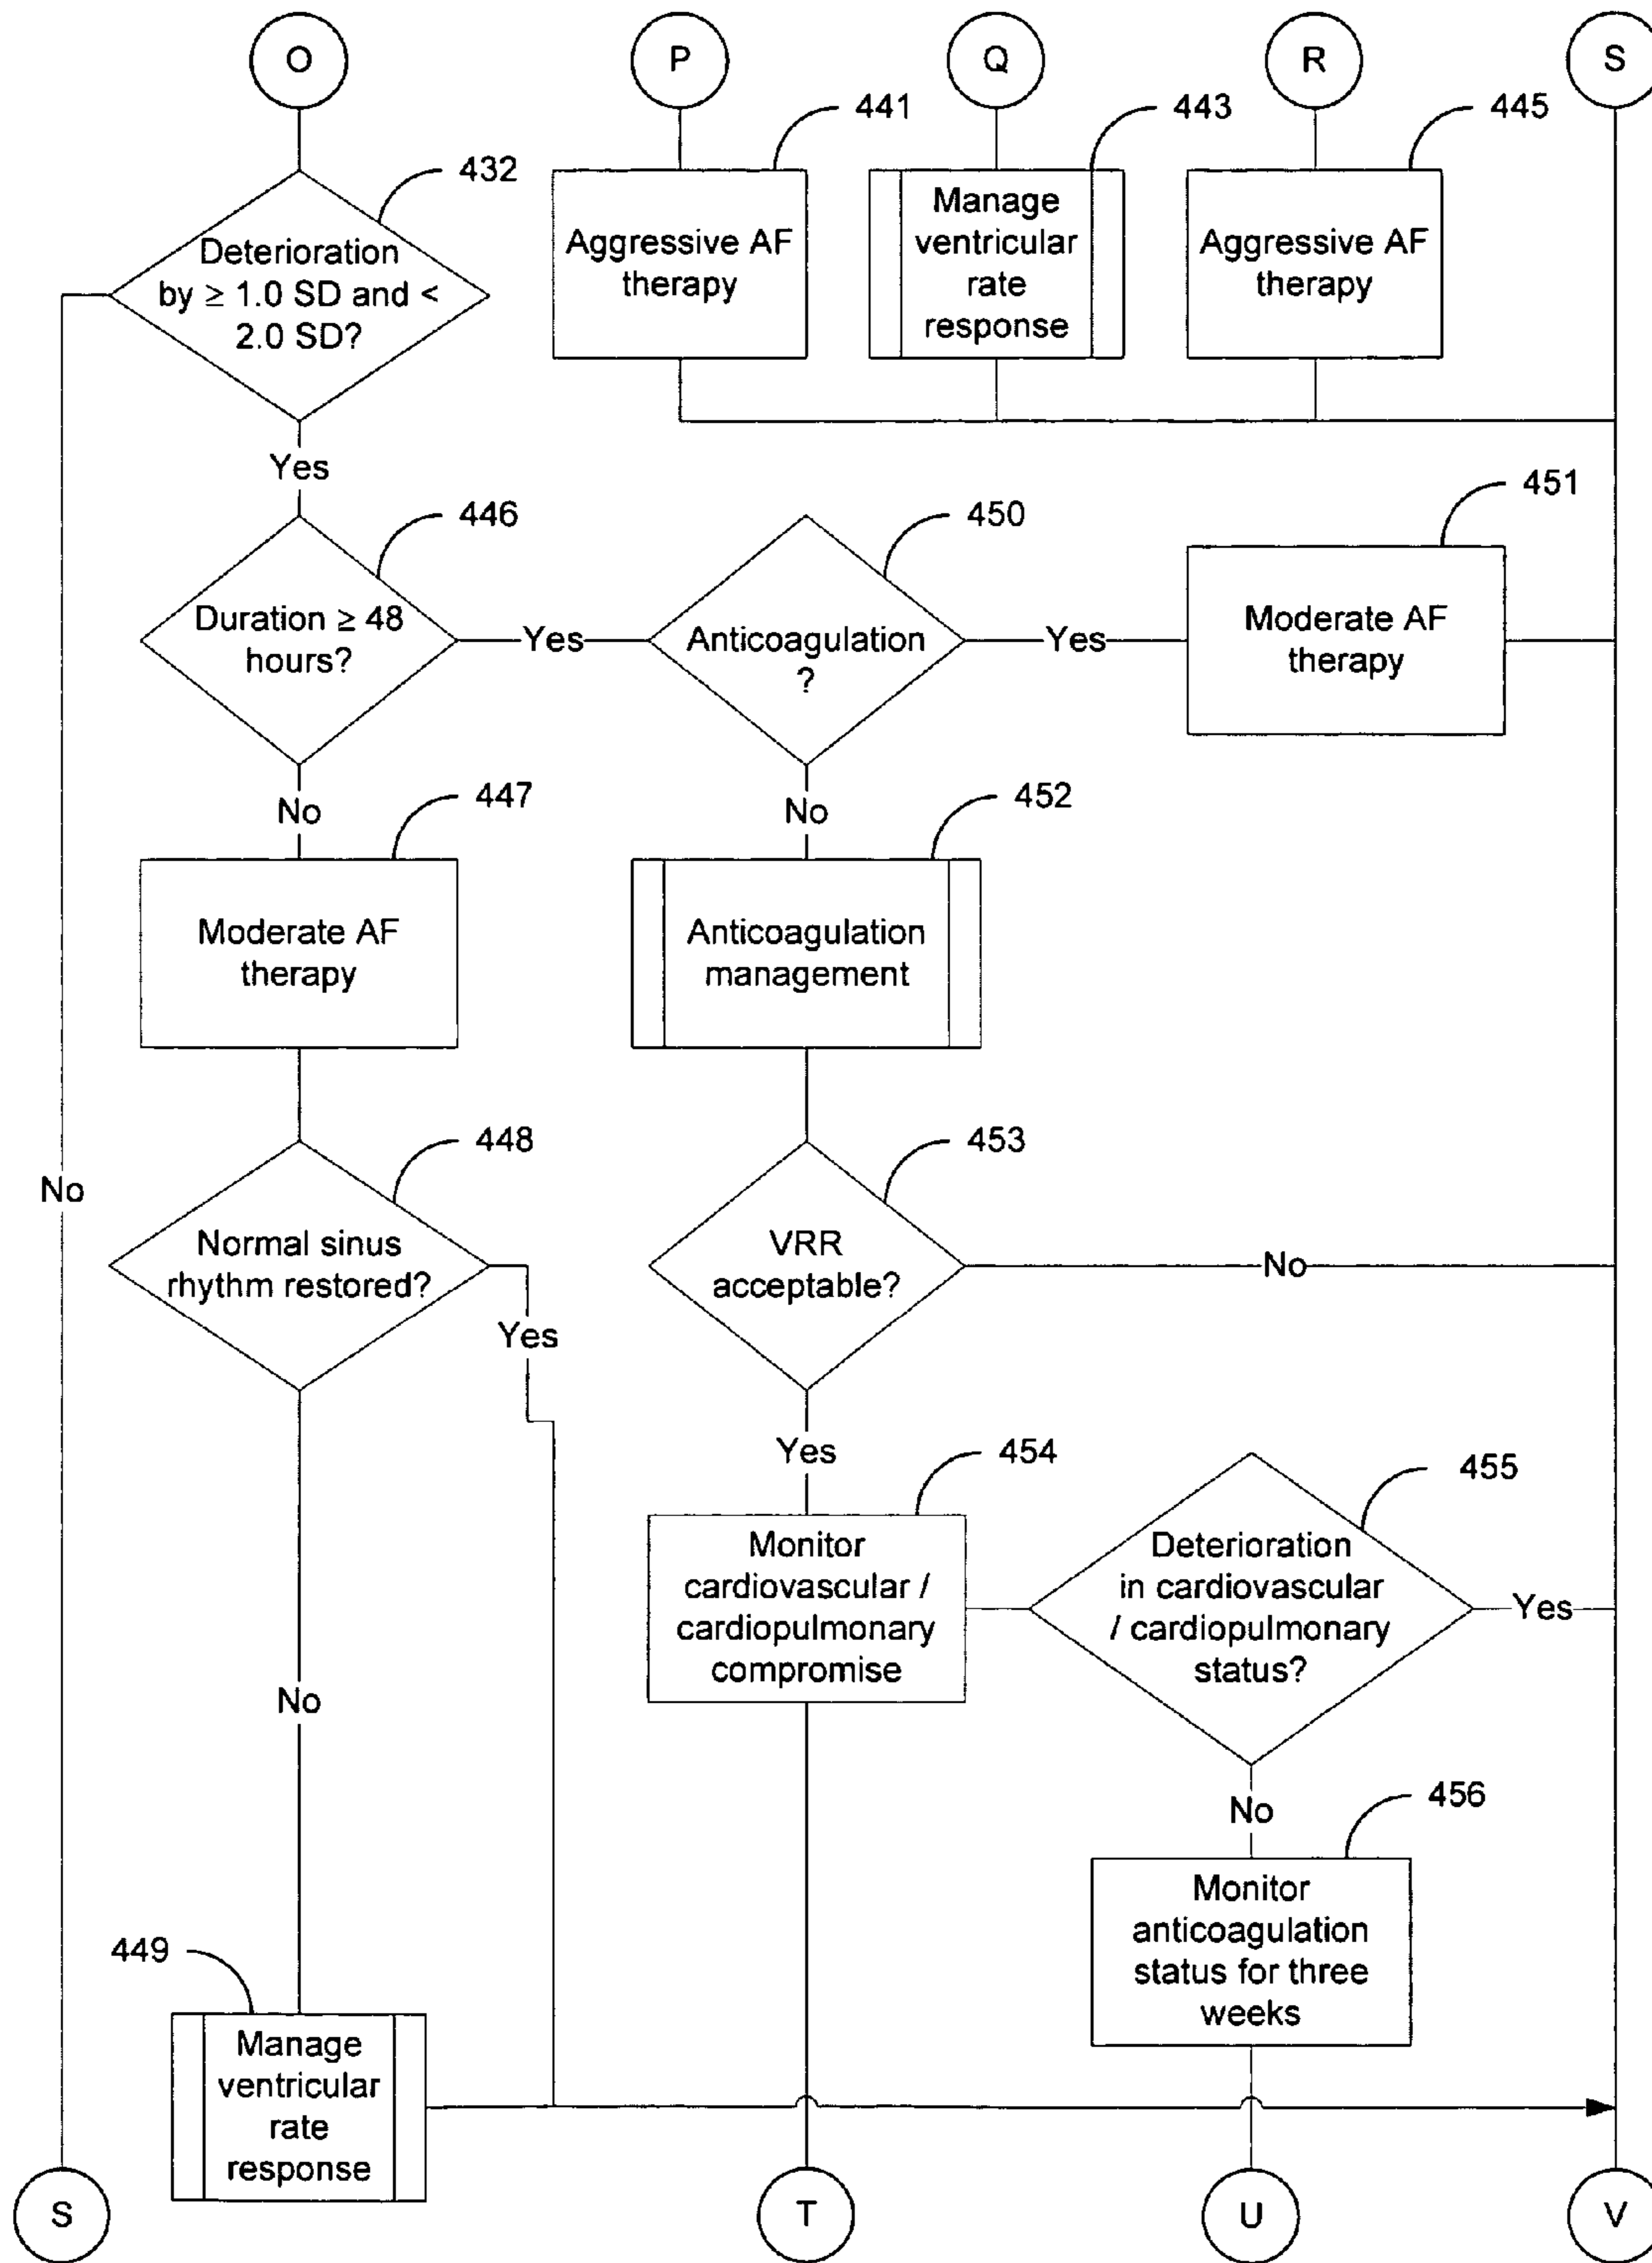 O
P
Q
R
S
441
443
445
432
Deterioration
by ≥ 1.0 SD and <
2.0 SD?
Aggressive AF
therapy
Manage
ventricular
rate
response
Aggressive AF
therapy
Yes
446
450
451
Duration ≥ 48
hours?
Yes
Anticoagulation
?
Yes
Moderate AF
therapy
No
447
No
452
Moderate AF
therapy
Anticoagulation
management
448
453
No
Normal sinus
rhythm restored?
Yes
VRR
acceptable?
No
Yes
454
455
Monitor
cardiovascular /
cardiopulmonary
compromise
Deterioration
in cardiovascular
/ cardiopulmonary
status?
Yes
No
No
456
Monitor
anticoagulation
status for three
weeks
449
Manage
ventricular
rate
response
S
T
U
V